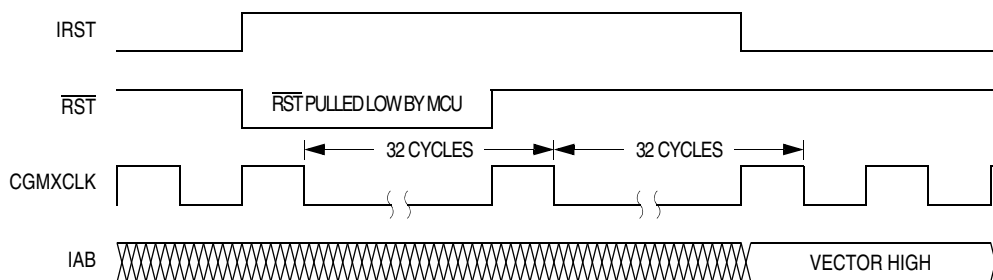 IRST
RST
RST PULLED LOW BY MCU
32 CYCLES
32 CYCLES
CGMXCLK
IAB
VECTOR HIGH